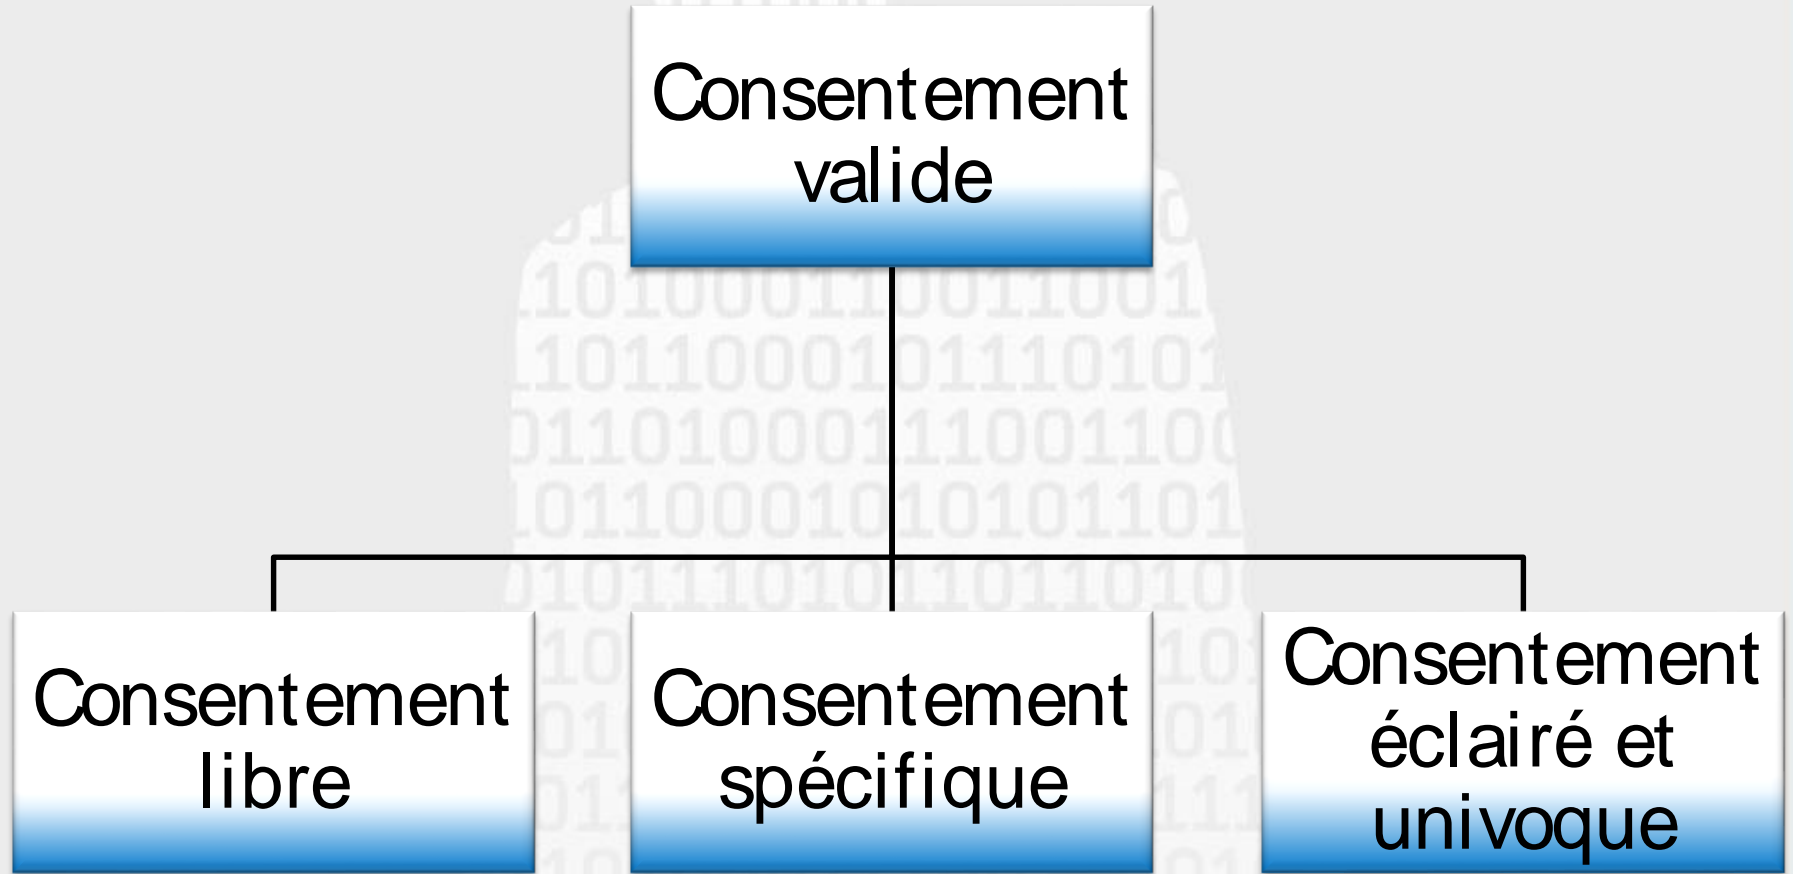 Consentement
valide
Consentement
libre
Consentement
spécifique
Consentement
éclairé et
univoque